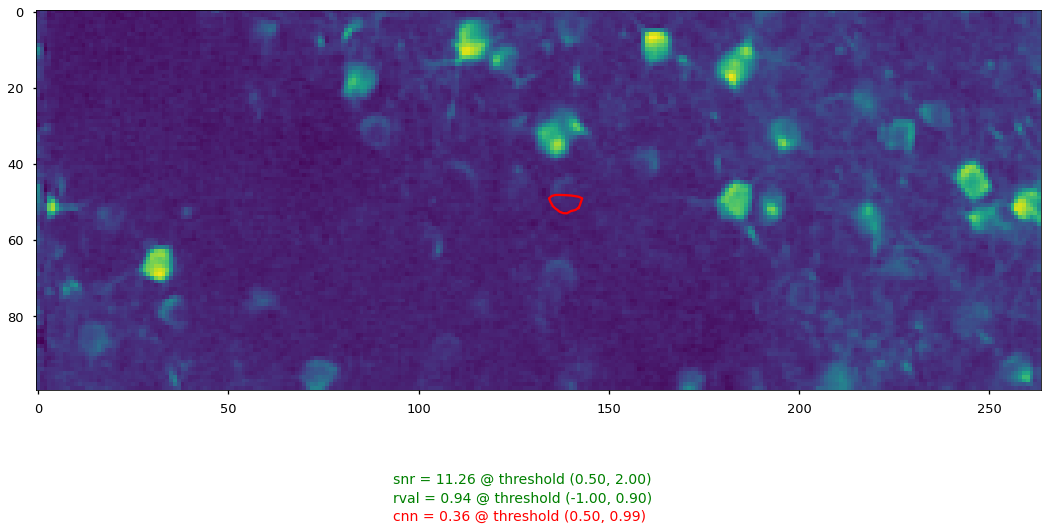 0
20
40
60
80
0 50 100 150 200 250
snr = 11.26 @ threshold (0.50, 2.00)
rval = 0.94 @ threshold (-1.00, 0.90)
cnn = 0.36 @ threshold (0.50, 0.99)